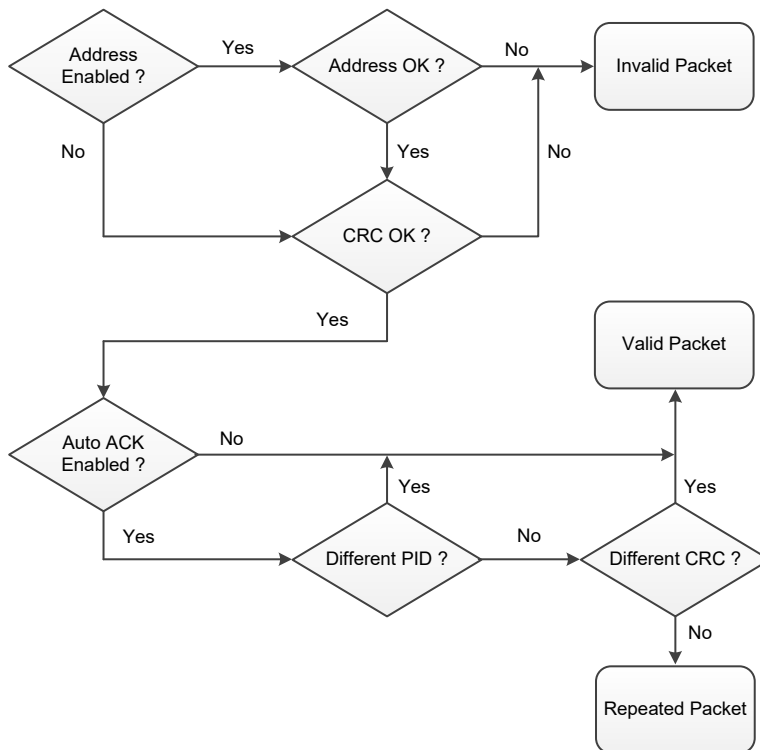 Address
Enabled ?
Yes
Address OK ?
No
Invalid Packet
No
Yes
No
CRC OK ?
Yes
Valid Packet
Auto ACK
Enabled ?
No
Yes
Yes
Yes
Different PID ?
No
Different CRC ?
No
Repeated Packet